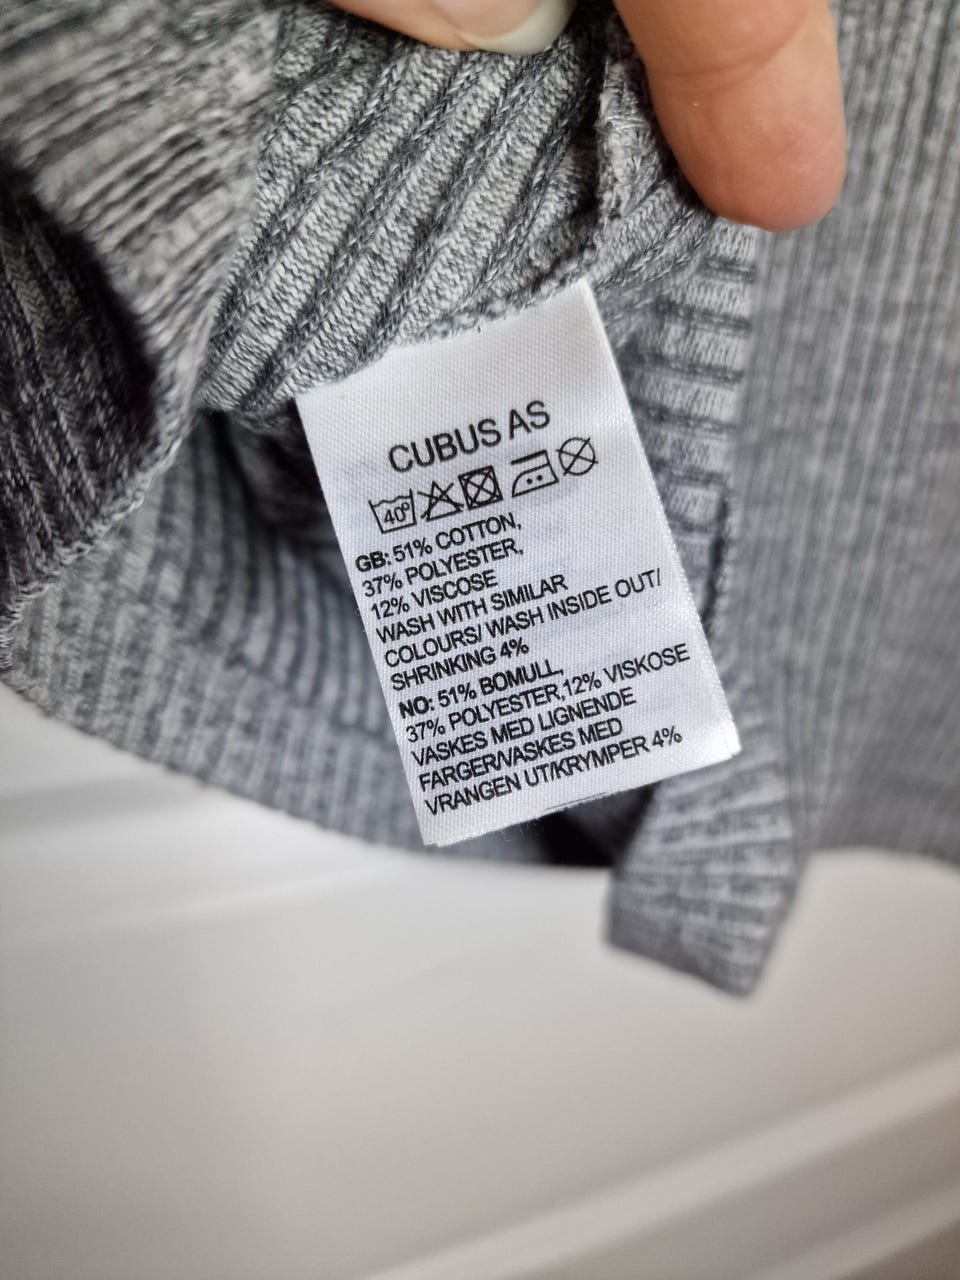 CUBUS AS
40°
GB: 51% COTTON,
37% POLYESTER,
12% VISCOSE
WASH WITH SIMILAR
COLOURS/ WASH INSIDE OUT/
SHRINKING 4%
NO: 51% BOMULL,
37% POLYESTER,12% VISKOSE
VASKES MED LIGNENDE
FARGER/VASKES MED
VRANGEN UT/KRYMPER 4%